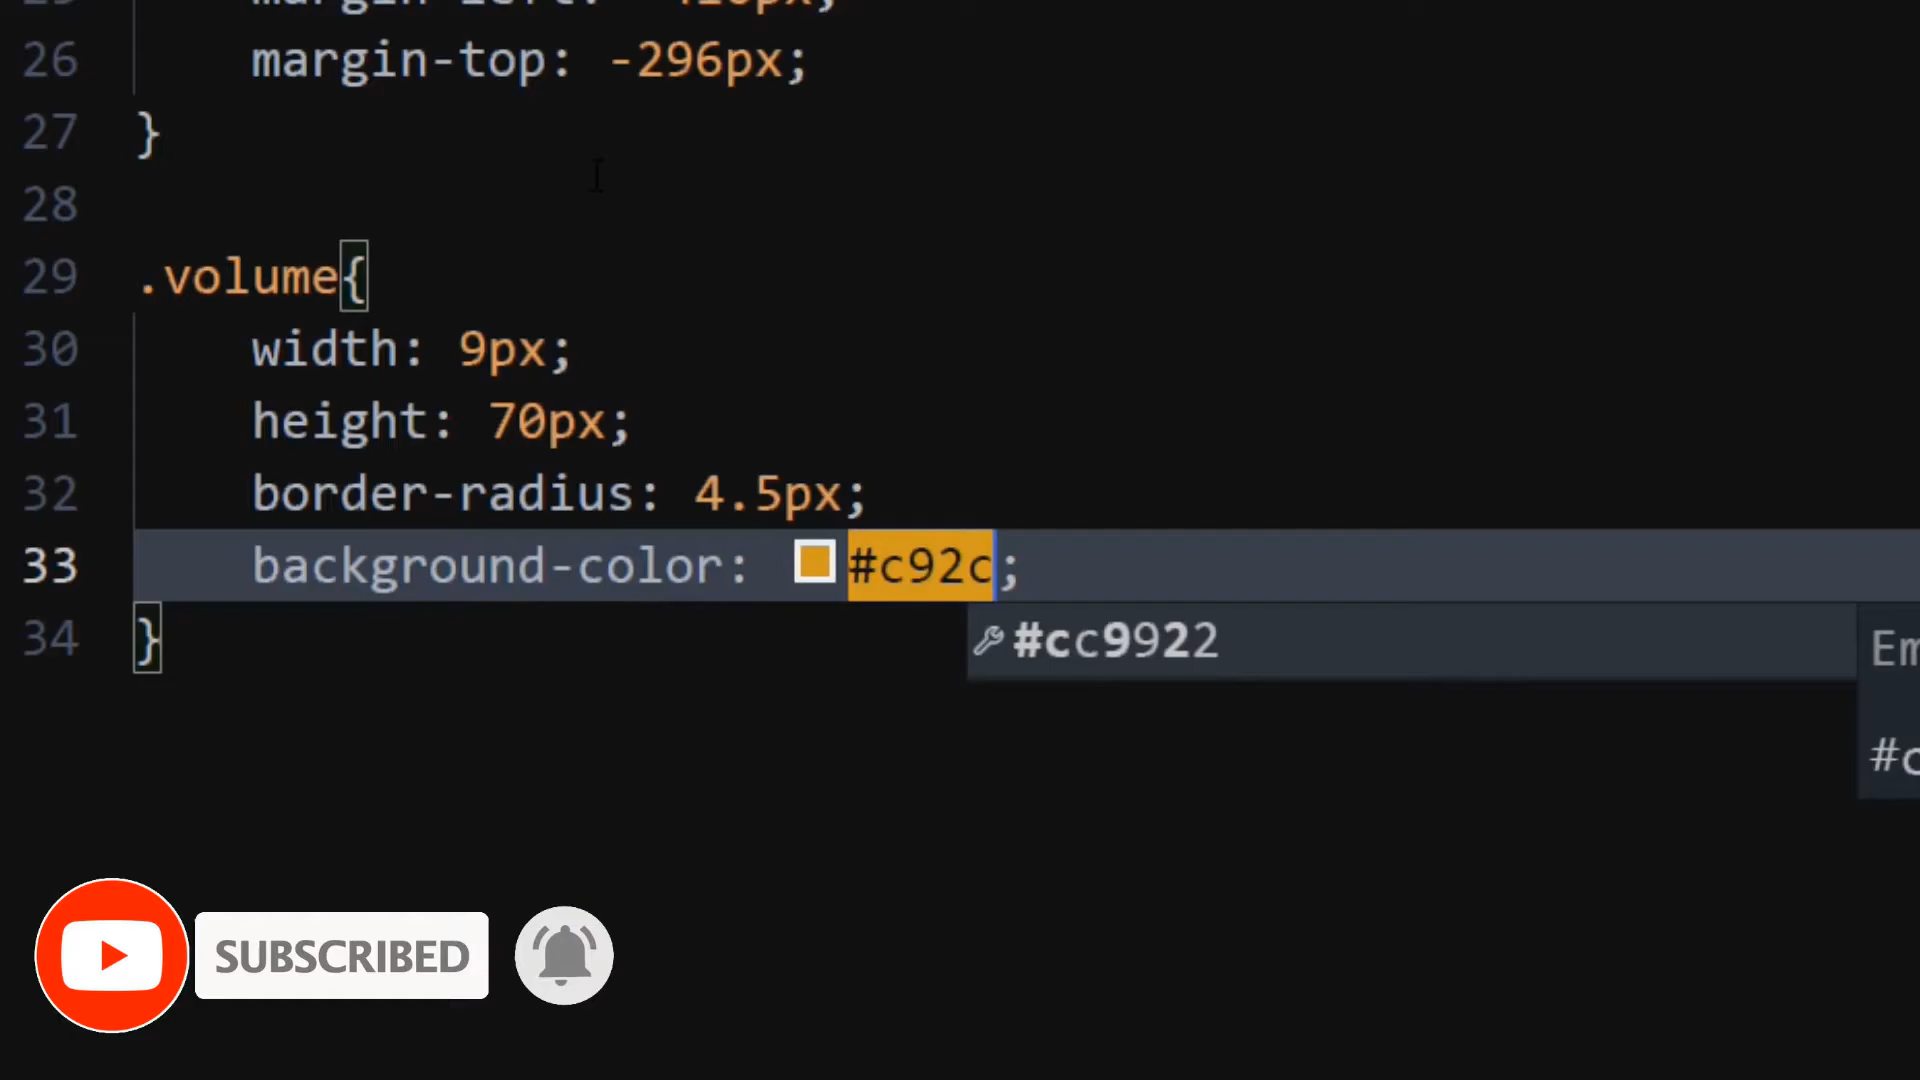 26 margin-top: -296px;
27 }
28
29 .volume{
30 width: 9px;
31 height: 70px;
32 border-radius: 4.5px;
33 background-color: #c92c;
34 }
#cc9922
Em
#c
SUBSCRIBED